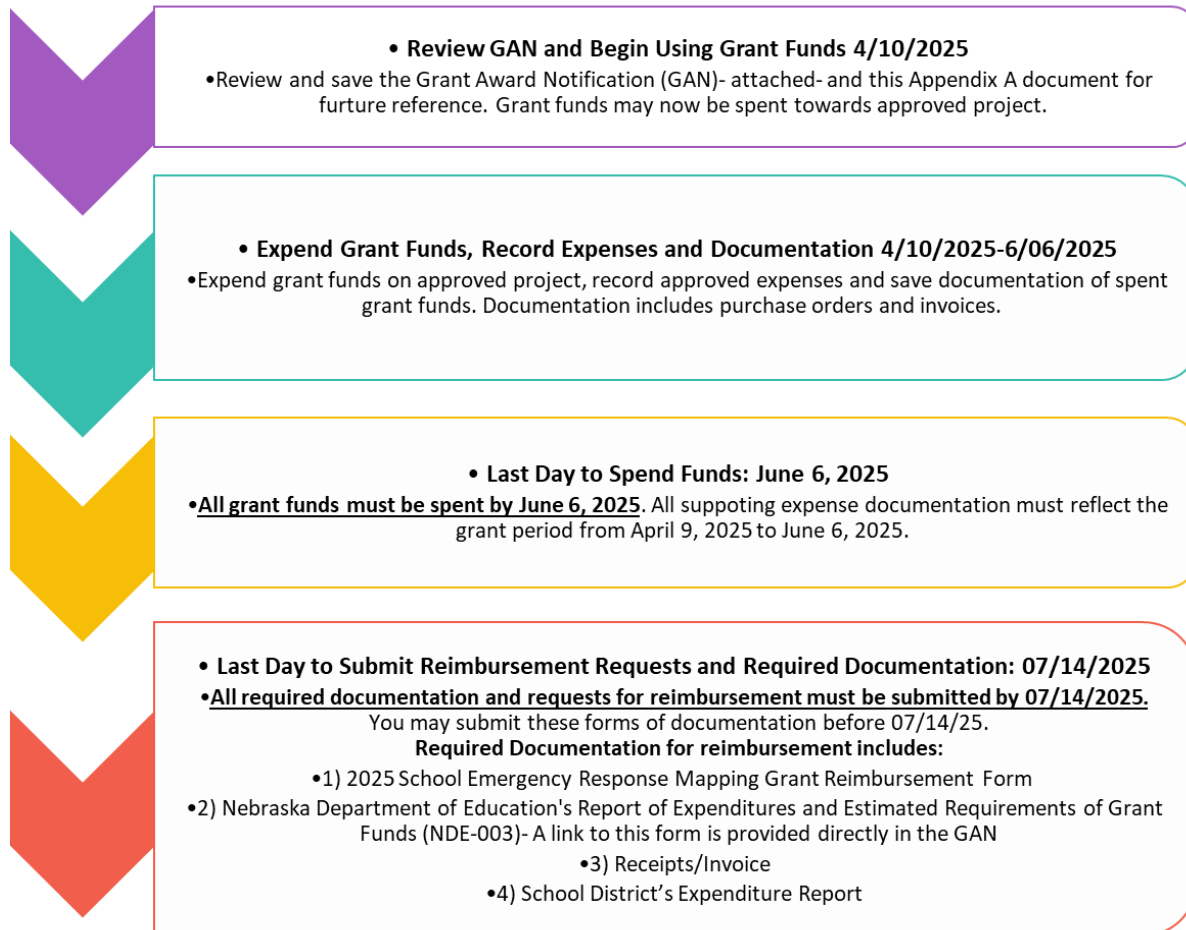 • Review GAN and Begin Using Grant Funds 4/10/2025
•Review and save the Grant Award Notification (GAN)- attached- and this Appendix A document for
furture reference. Grant funds may now be spent towards approved project.
• Expend Grant Funds, Record Expenses and Documentation 4/10/2025-6/06/2025
•Expend grant funds on approved project, record approved expenses and save documentation of spent
grant funds. Documentation includes purchase orders and invoices.
• Last Day to Spend Funds: June 6, 2025
•All grant funds must be spent by June 6, 2025. All suppoting expense documentation must reflect the
grant period from April 9, 2025 to June 6, 2025.
• Last Day to Submit Reimbursement Requests and Required Documentation: 07/14/2025
•All required documentation and requests for reimbursement must be submitted by 07/14/2025.
You may submit these forms of documentation before 07/14/25.
Required Documentation for reimbursement includes:
•1) 2025 School Emergency Response Mapping Grant Reimbursement Form
•2) Nebraska Department of Education's Report of Expenditures and Estimated Requirements of Grant
Funds (NDE-003)- A link to this form is provided directly in the GAN
•3) Receipts/Invoice
•4) School District’s Expenditure Report